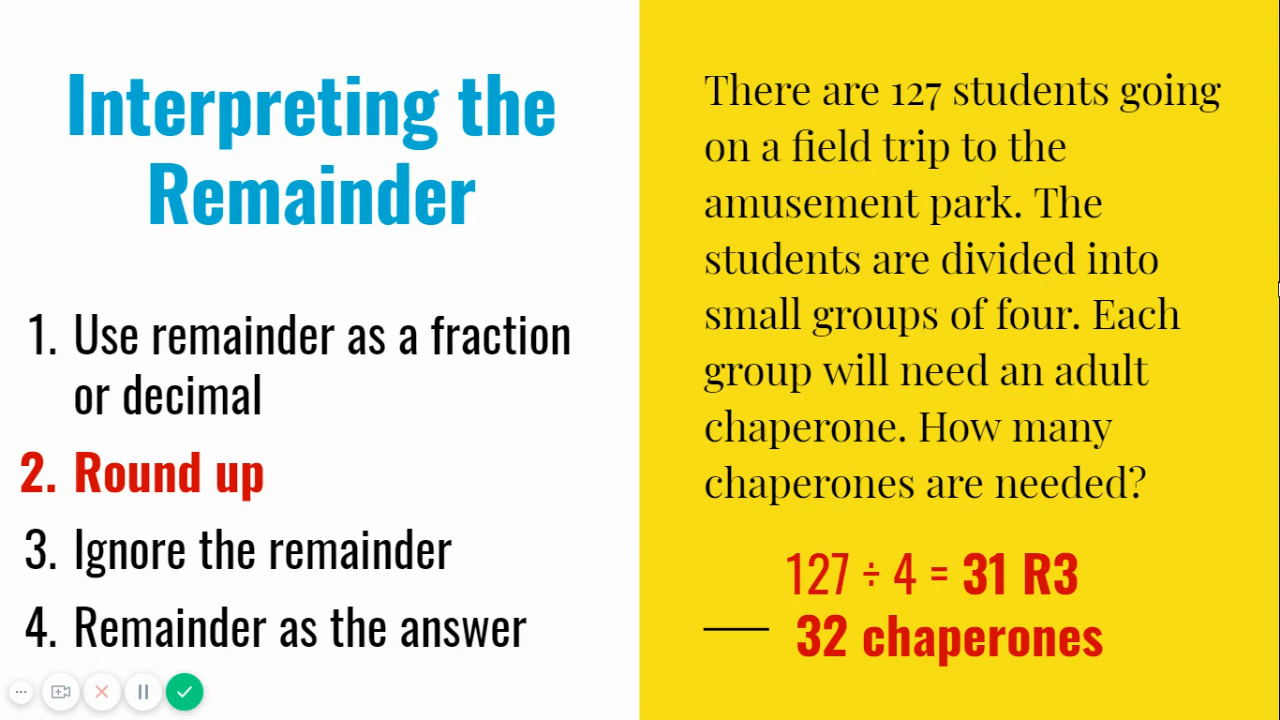 Interpreting the
Remainder
1. Use remainder as a fraction
or decimal
2. Round up
3. Ignore the remainder
4. Remainder as the answer
There are 127 students going
on a field trip to the
amusement park. The
students are divided into
small groups of four. Each
group will need an adult
chaperone. How many
chaperones are needed?
127 ÷ 4 = 31 R3
32 chaperones